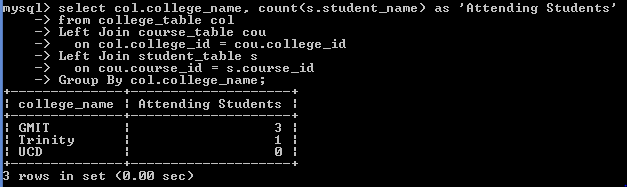 mysql> select col.college_name, count(s.student_name) as 'Attending Students'
    -> from college_table col
    -> Left Join course_table cou
    ->   on col.college_id = cou.college_id
    -> Left Join student_table s
    ->   on cou.course_id = s.course_id
    -> Group By col.college_name;
+--------------+--------------------+
| college_name | Attending Students |
+--------------+--------------------+
| GMIT         |                  3 |
| Trinity      |                  1 |
| UCD          |                  0 |
+--------------+--------------------+
3 rows in set (0.00 sec)